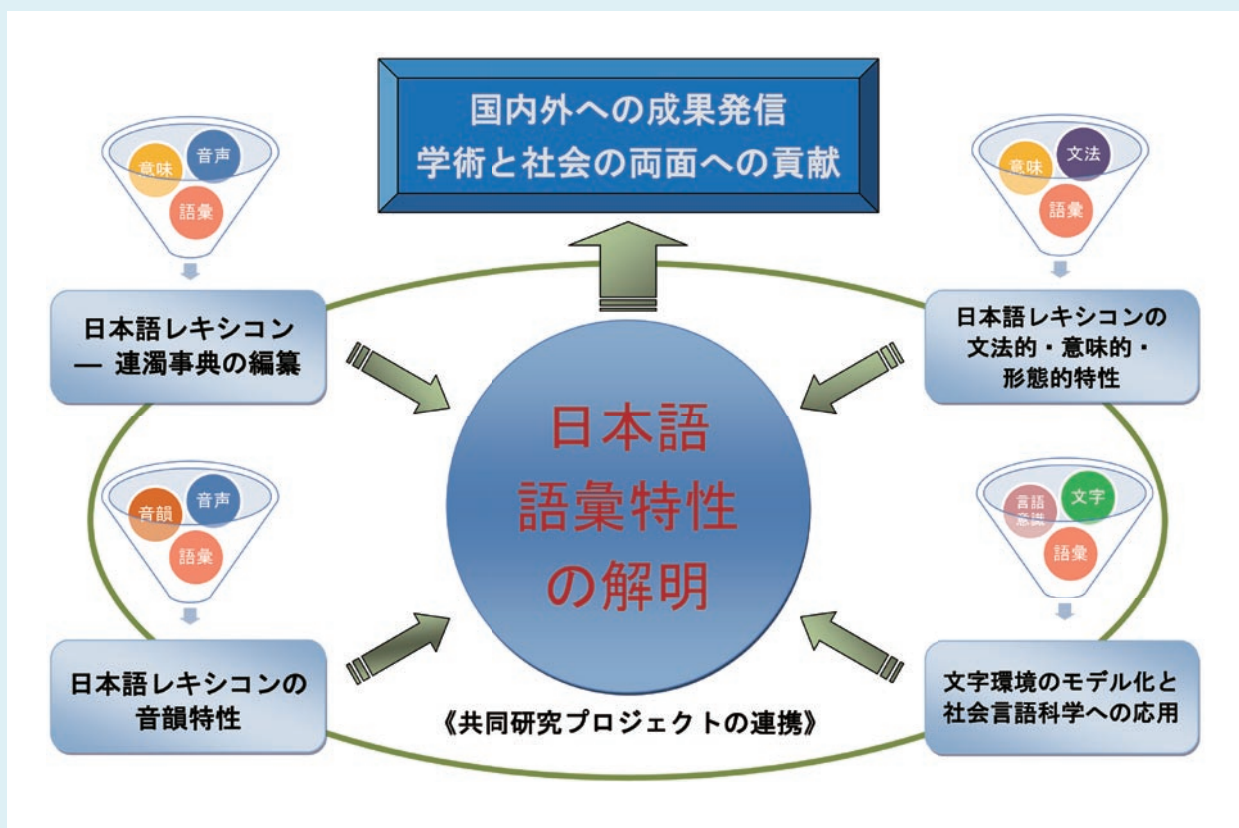 国内外への成果発信
学術と社会の両面への貢献
意味
音声
語彙
日本語レキシコン
― 連濁事典の編纂
意味
文法
語彙
日本語レキシコンの
文法的・意味的・
形態的特性
日本語
語彙特性
の解明
音韻
音声
語彙
日本語レキシコンの
音韻特性
言語
意識
文字
語彙
文字環境のモデル化と
社会言語科学への応用
《共同研究プロジェクトの連携》